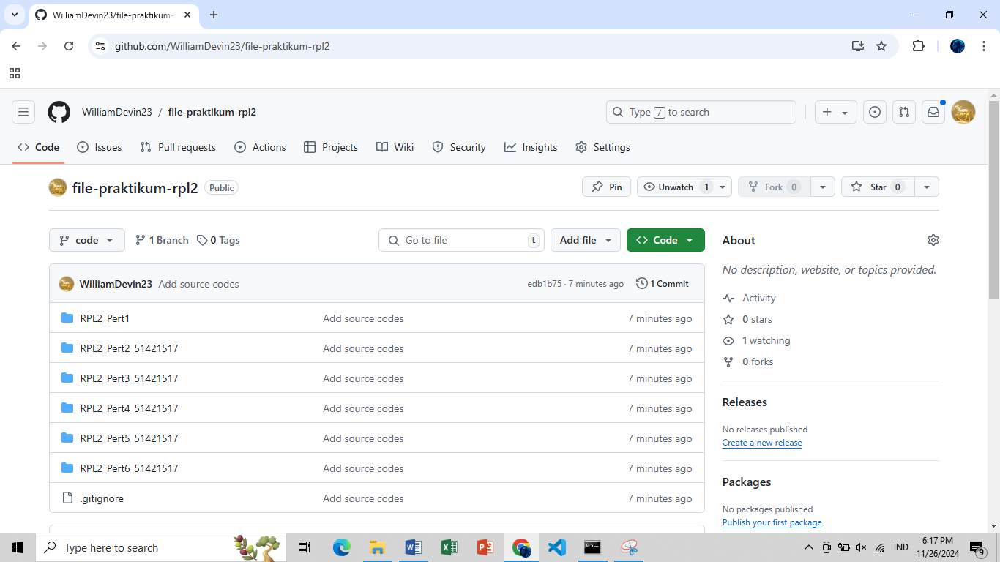 WilliamDevin23/file-praktikum-
github.com/WilliamDevin23/file-praktikum-rpl2
WilliamDevin23 / file-praktikum-rpl2
Type / to search
Code Issues Pull requests Actions Projects Wiki Security Insights Settings
file-praktikum-rpl2 Public
Pin Unwatch 1 Fork 0 Star 0
code 1 Branch 0 Tags Go to file t Add file Code
About
No description, website, or topics provided.
WilliamDevin23 Add source codes edb1b75 · 7 minutes ago 1 Commit
RPL2_Pert1 Add source codes 7 minutes ago
RPL2_Pert2_51421517 Add source codes 7 minutes ago
RPL2_Pert3_51421517 Add source codes 7 minutes ago
RPL2_Pert4_51421517 Add source codes 7 minutes ago
RPL2_Pert5_51421517 Add source codes 7 minutes ago
RPL2_Pert6_51421517 Add source codes 7 minutes ago
.gitignore Add source codes 7 minutes ago
Activity
0 stars
1 watching
0 forks
Releases
No releases published
Create a new release
Packages
No packages published
Publish your first package
Type here to search
IND
6:17 PM
11/26/2024
9